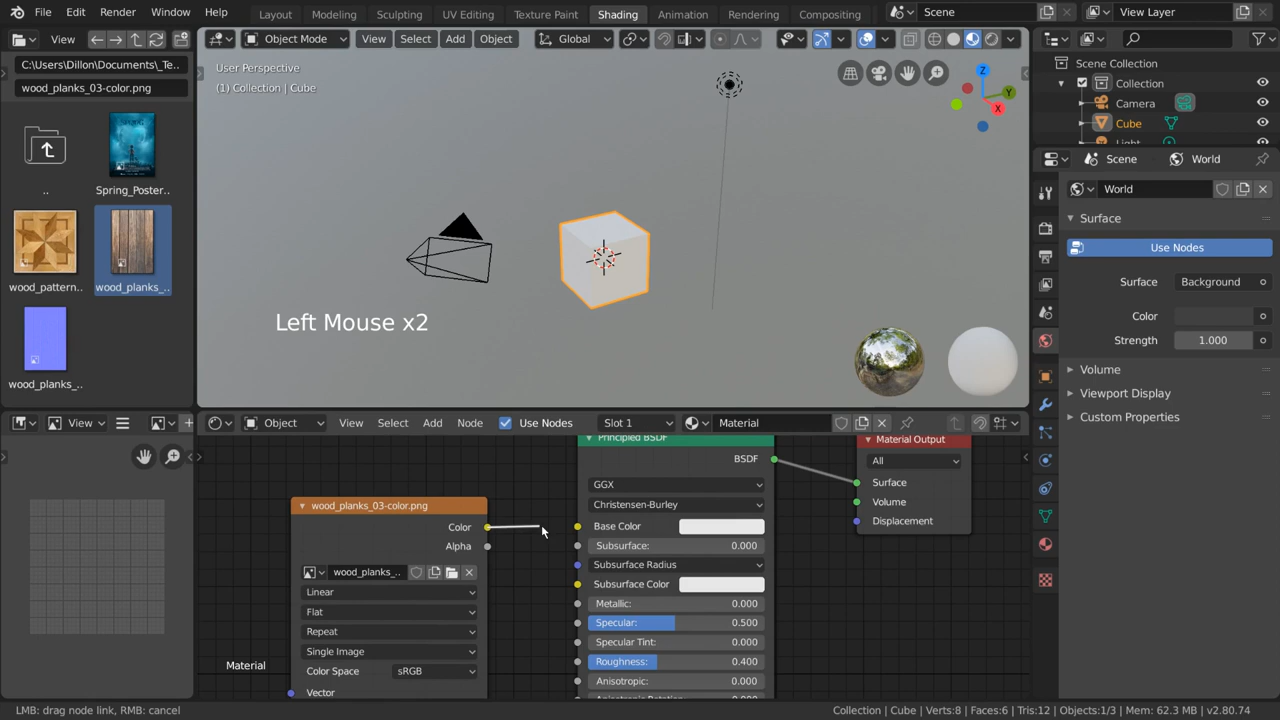 File Edit Render Window Help Layout Modeling Sculpting UV Editing Texture Paint Shading Animation Rendering Compositing Scene View Layer
View
Object Mode View Select Add Object Global
C:\Users\Dillon\Documents\_Te..
wood_planks_03-color.png
User Perspective
(1) Collection | Cube
Scene Collection
Collection
Camera
Cube
Light
Scene World
World
Surface
Use Nodes
Surface Background
Color
Strength 1.000
Volume
Viewport Display
Custom Properties
..
Spring_Poster..
wood_pattern..
wood_planks_..
wood_planks_..
Z
Y
X
Left Mouse x2
View
Object View Select Add Node Use Nodes Slot 1 Material
wood_planks_03-color.png
Color
Alpha
wood_planks_..
Linear
Flat
Repeat
Single Image
Color Space sRGB
Vector
Material
Principled BSDF
BSDF
GGX
Christensen-Burley
Base Color
Subsurface: 0.000
Subsurface Radius
Subsurface Color
Metallic: 0.000
Specular: 0.500
Specular Tint: 0.000
Roughness: 0.400
Anisotropic: 0.000
Anisotropic Rotation 0.000
Material Output
All
Surface
Volume
Displacement
LMB: drag node link, RMB: cancel
Collection | Cube | Verts:8 | Faces:6 | Tris:12 | Objects:1/3 | Mem: 62.3 MB | v2.80.74